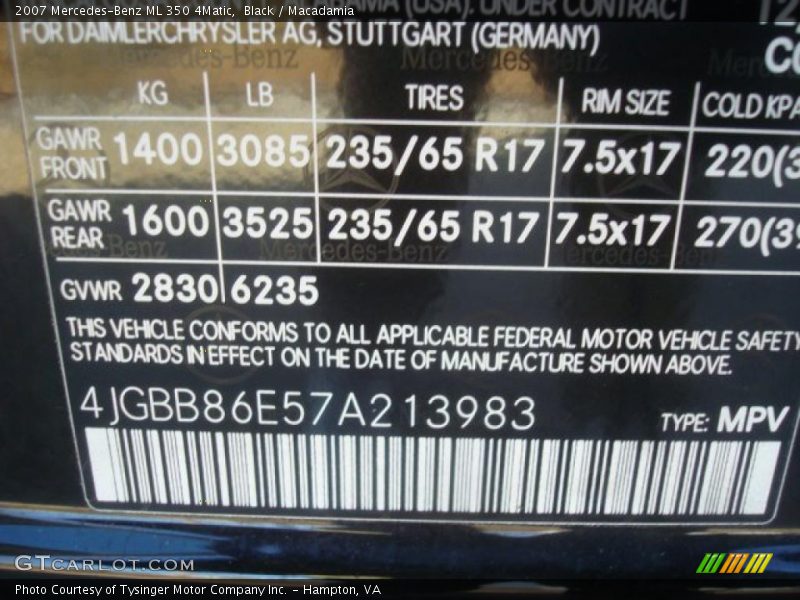 2007 Mercedes-Benz ML 350 4Matic, Black / Macadamia
(USA). UNDER CONTRACT
FOR DAIMLERCHRYSLER AG, STUTTGART (GERMANY)
KG LB TIRES RIM SIZE COLD KPA
GAWR FRONT 1400 3085 235/65 R17 7.5x17 220(3
GAWR REAR 1600 3525 235/65 R17 7.5x17 270(39
GVWR 2830 6235
THIS VEHICLE CONFORMS TO ALL APPLICABLE FEDERAL MOTOR VEHICLE SAFETY
STANDARDS IN EFFECT ON THE DATE OF MANUFACTURE SHOWN ABOVE.
4JGBB86E57A213983 TYPE: MPV
GTCARLOT.COM
Photo Courtesy of Tysinger Motor Company Inc. - Hampton, VA